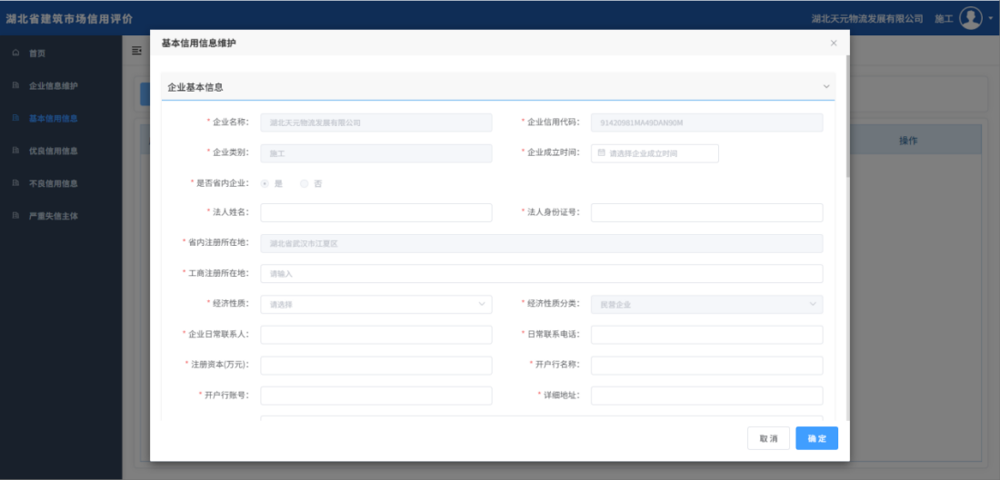 湖北省建筑市场信用评价
湖北天元物流发展有限公司 施工
首页
企业信息维护
基本信用信息
优良信用信息
不良信用信息
严重失信主体
操作
基本信用信息维护
企业基本信息
* 企业名称: 湖北天元物流发展有限公司 * 企业信用代码: 91420981MA49DAN90M
* 企业类别: 施工 * 企业成立时间: 请选择企业成立时间
* 是否省内企业: 是 否
* 法人姓名: * 法人身份证号:
* 省内注册所在地: 湖北省武汉市江夏区
* 工商注册所在地: 请输入
* 经济性质: 请选择 * 经济性质分类: 民营企业
* 企业日常联系人: * 日常联系电话:
* 注册资本(万元): * 开户行名称:
* 开户行账号: * 详细地址:
取消 确定